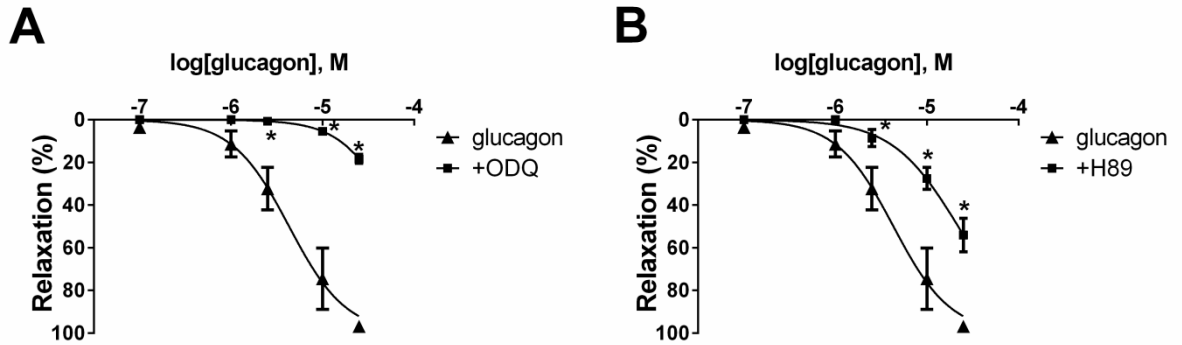 A
log[glucagon], M
-7 -6 -5 -4
0
20
40
60
80
100
Relaxation (%)
* * *
glucagon
+ODQ
B
log[glucagon], M
-7 -6 -5 -4
0
20
40
60
80
100
Relaxation (%)
* * *
glucagon
+H89